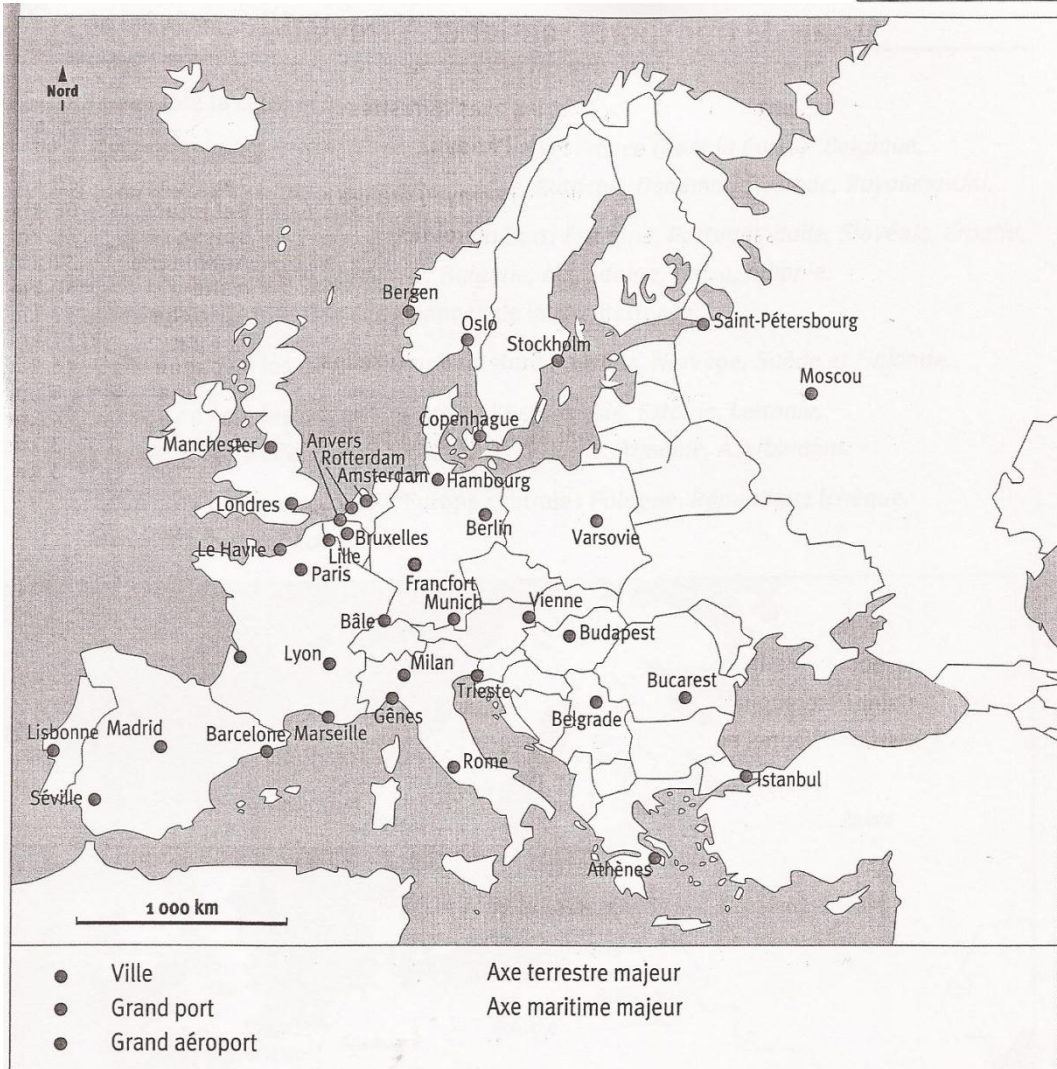 Nord
Bergen
Oslo
Stockholm
Saint-Pétersbourg
Moscou
Copenhague
Manchester
Anvers
Rotterdam
Amsterdam
Hambourg
Londres
Berlin
Varsovie
Le Havre
Lille
Bruxelles
Paris
Francfort
Munich
Vienne
Bâle
Budapest
Lyon
Milan
Trieste
Bucarest
Gênes
Belgrade
Lisbonne
Madrid
Barcelone
Marseille
Rome
Istanbul
Séville
Athènes
1 000 km
Ville
Axe terrestre majeur
Grand port
Axe maritime majeur
Grand aéroport